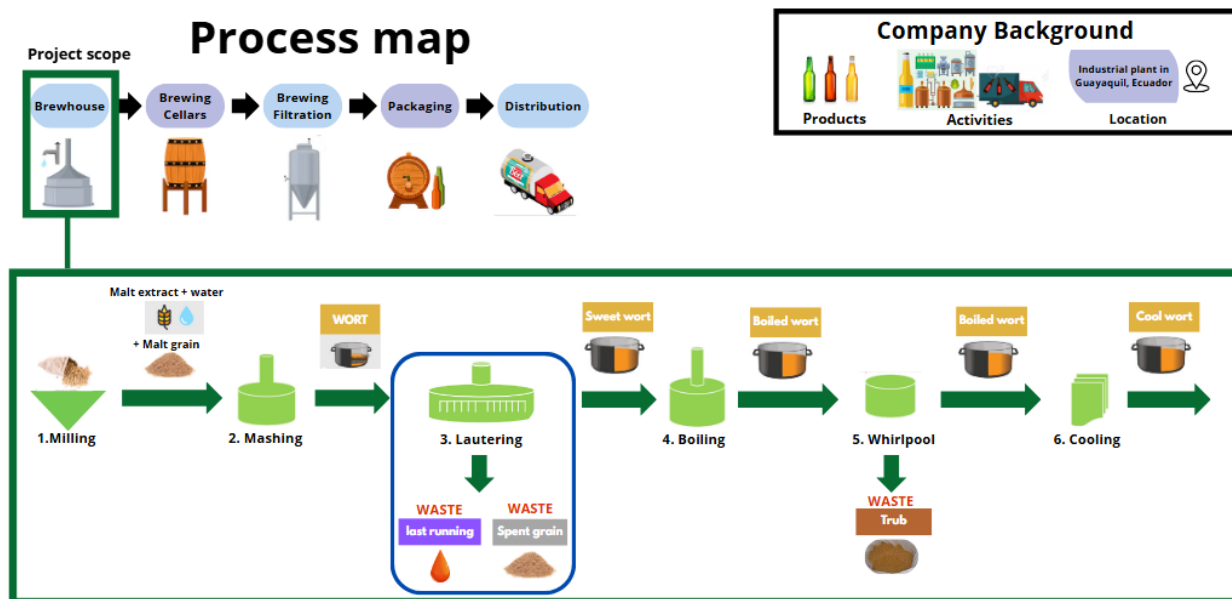 Process map
Project scope
Brewhouse
Brewing
Cellars
Brewing
Filtration
Packaging
Distribution
Beer
Company Background
Products
Activities
Industrial plant in
Guayaquil, Ecuador
Location
Malt extract + water
+ Malt grain
WORT
Sweet wort
Boiled wort
Boiled wort
Cool wort
1.Milling
2. Mashing
3. Lautering
4. Boiling
5. Whirlpool
6. Cooling
WASTE
last running
WASTE
Spent grain
WASTE
Trub